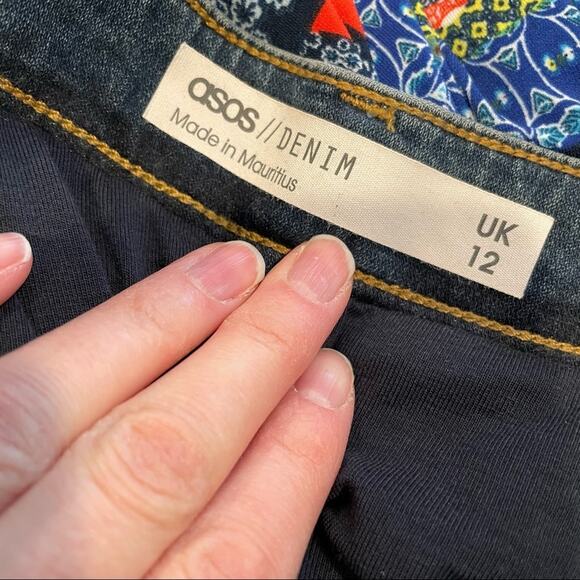 asos // DENIM
Made in Mauritius
UK
12